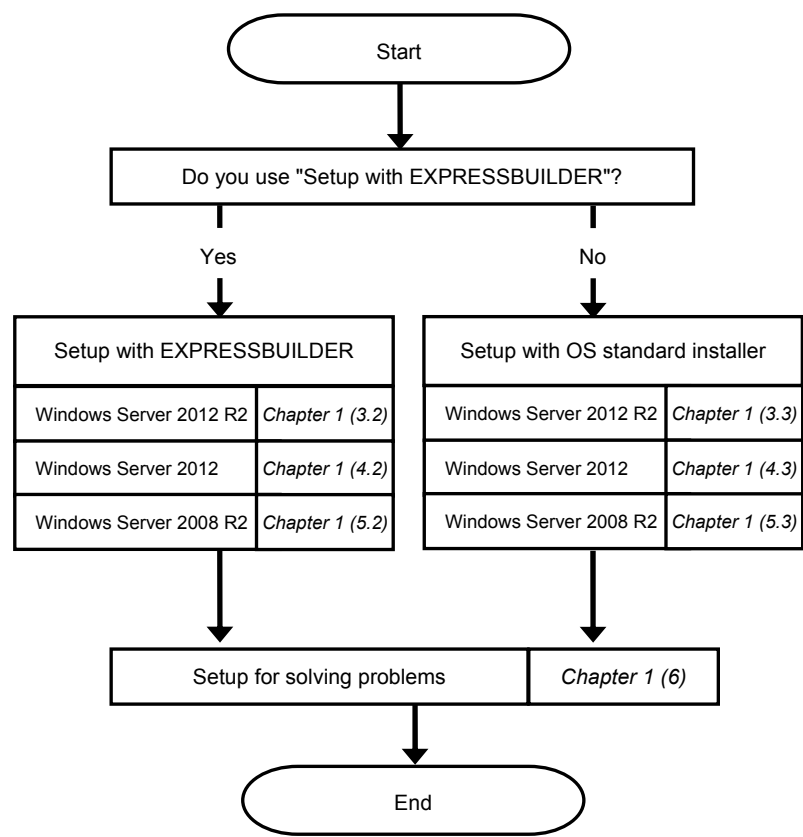 Start
Do you use "Setup with EXPRESSBUILDER"?
Yes
No
Setup with EXPRESSBUILDER
Windows Server 2012 R2 Chapter 1 (3.2)
Windows Server 2012 Chapter 1 (4.2)
Windows Server 2008 R2 Chapter 1 (5.2)
Setup with OS standard installer
Windows Server 2012 R2 Chapter 1 (3.3)
Windows Server 2012 Chapter 1 (4.3)
Windows Server 2008 R2 Chapter 1 (5.3)
Setup for solving problems Chapter 1 (6)
End